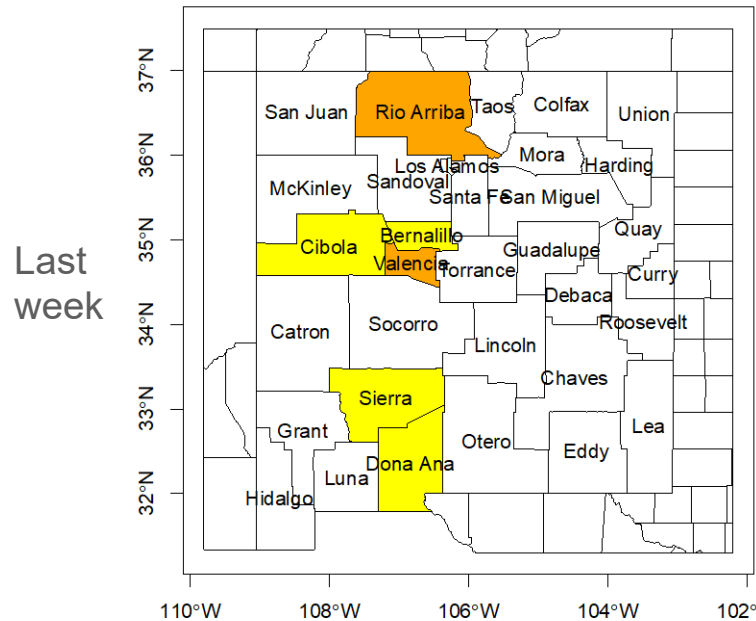 Last
week
37°N
36°N
35°N
34°N
33°N
32°N
San Juan
Rio Arriba
Taos
Colfax
Union
Mora
Harding
Los Alamos
Sandoval
McKinley
Santa Fe
San Miguel
Quay
Bernalillo
Cibola
Valencia
Torrance
Guadalupe
Curry
Debaca
Roosevelt
Catron
Socorro
Lincoln
Chaves
Sierra
Grant
Otero
Lea
Eddy
Dona Ana
Luna
Hidalgo
110°W
108°W
106°W
104°W
102°W